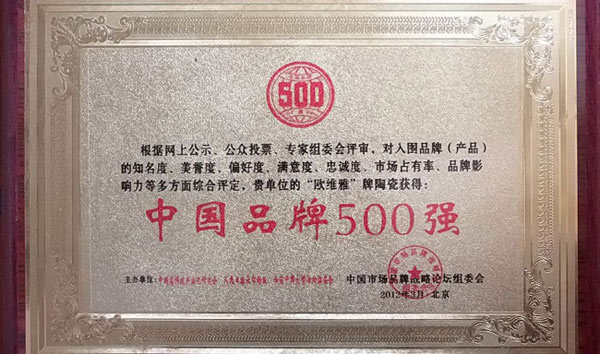 500
根据网上公示、公众投票、专家组委会评审，对入围品牌（产品）
的知名度、美誉度、偏好度、满意度、忠诚度、市场占有率、品牌影
响力等多方面综合评定，贵单位的“欧维雅”牌陶瓷获得：
中国品牌500强
主办单位：
中国市场品牌战略论坛组委会
2012年3月·北京